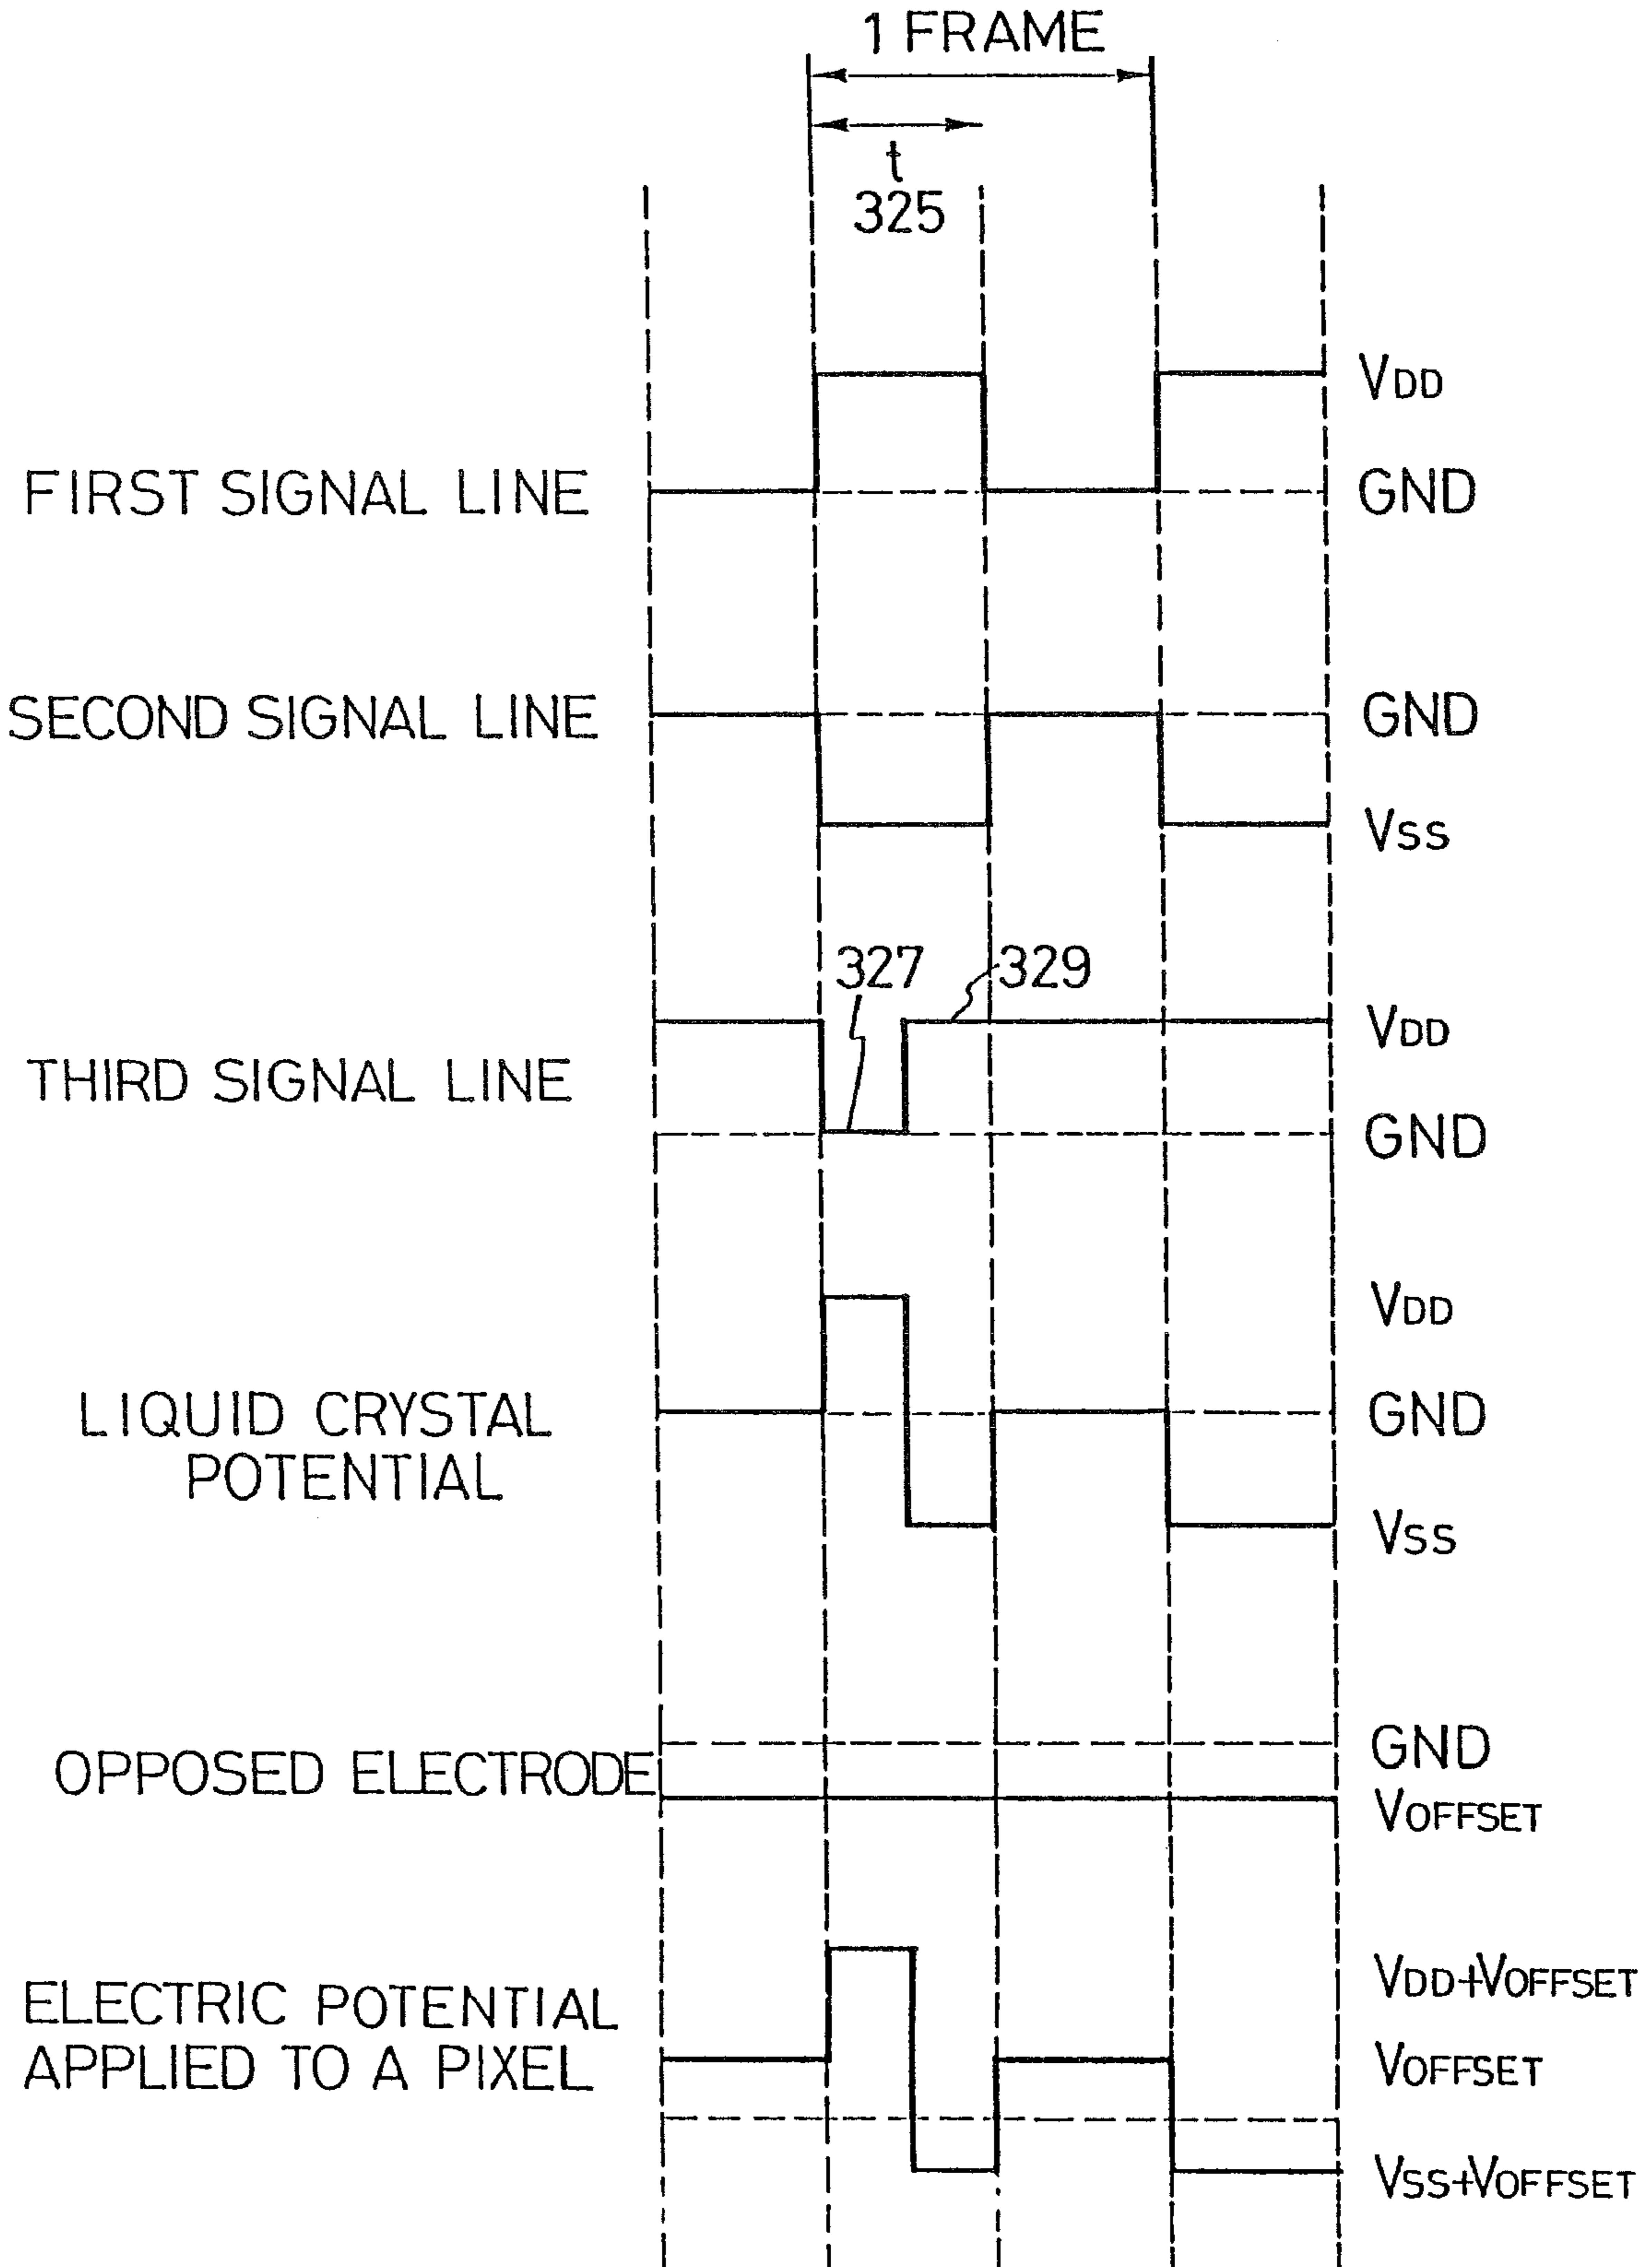 1 FRAME
t
325
VDD
FIRST SIGNAL LINE
GND
SECOND SIGNAL LINE
GND
VSS
327
329
VDD
THIRD SIGNAL LINE
GND
VDD
LIQUID CRYSTAL
POTENTIAL
GND
VSS
OPPOSED ELECTRODE
GND
VOFFSET
ELECTRIC POTENTIAL
APPLIED TO A PIXEL
VDD+VOFFSET
VOFFSET
VSS+VOFFSET